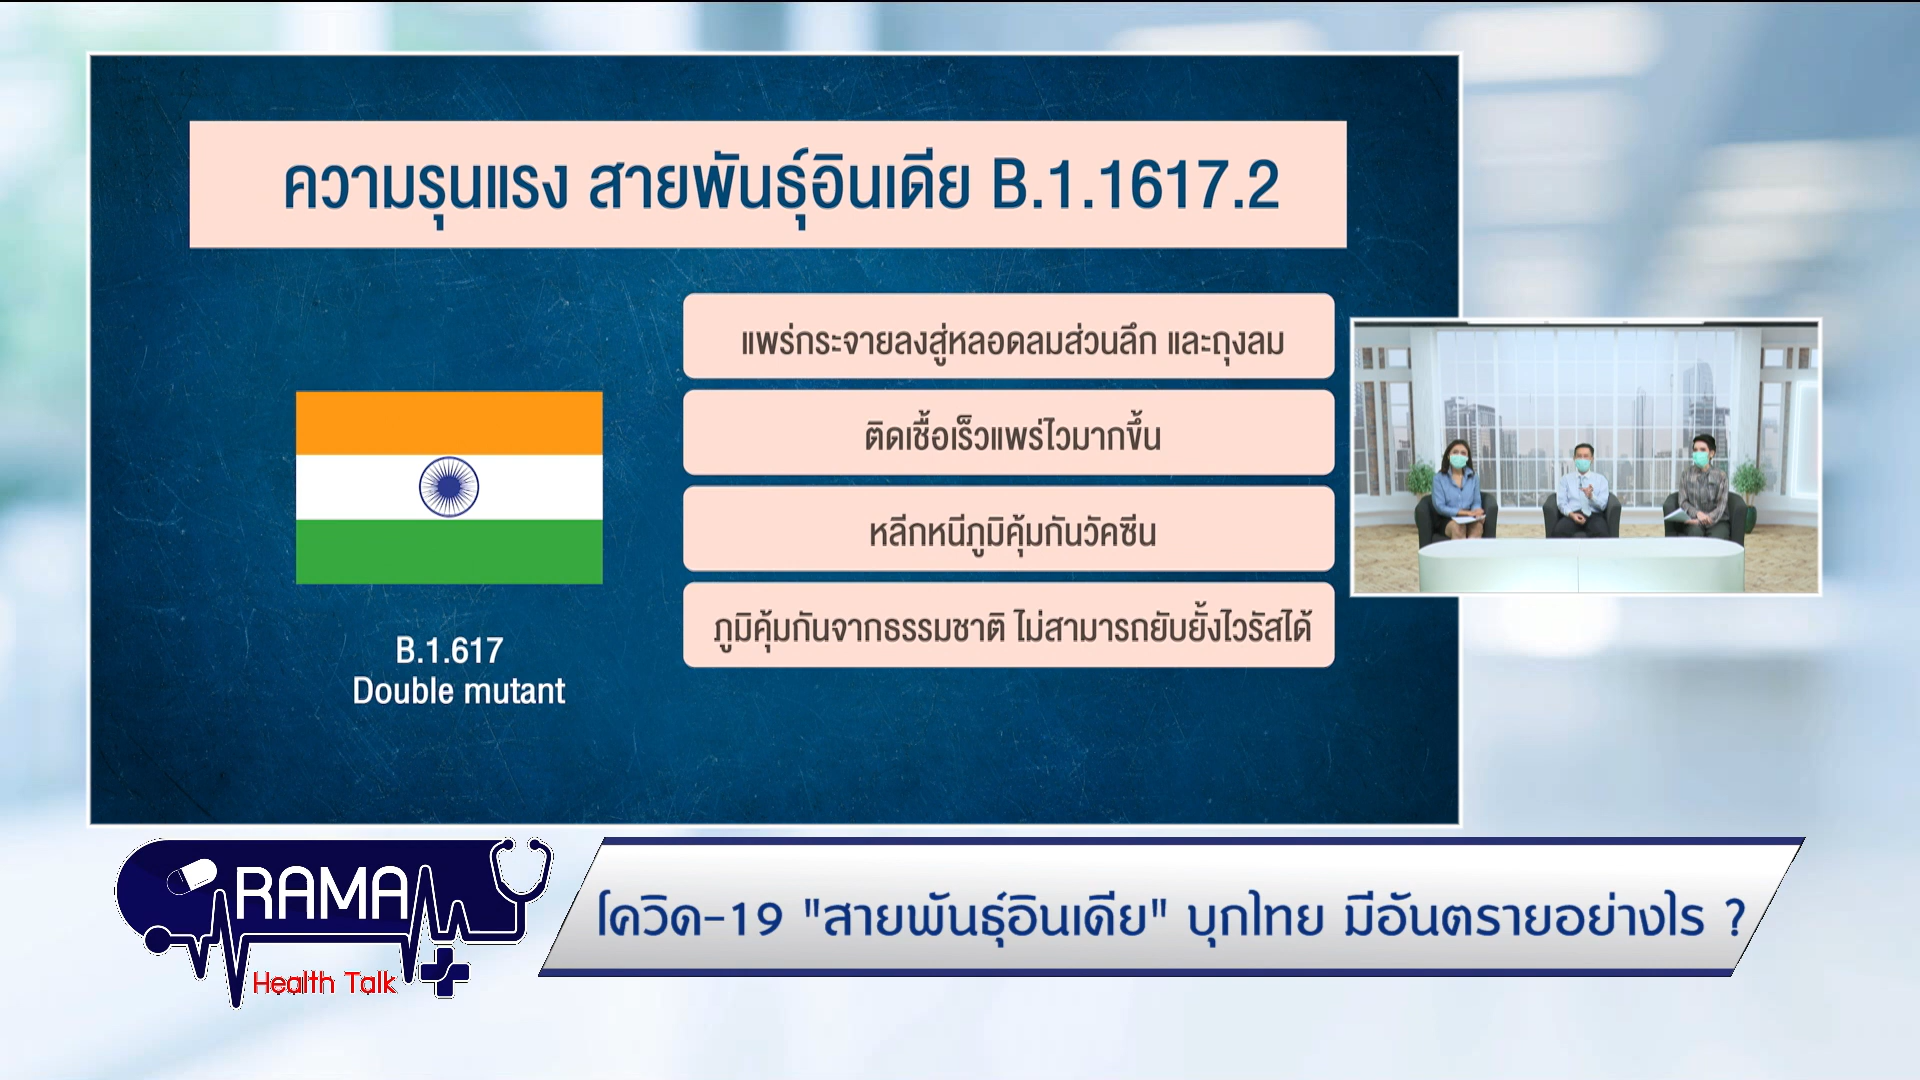 ความรุนแรง สายพันธุ์อินเดีย B.1.1617.2
แพร่กระจายลงสู่หลอดลมส่วนลึก และถุงลม
ติดเชื้อเร็วแพร่ไวมากขึ้น
หลีกหนีภูมิคุ้มกันวัคซีน
ภูมิคุ้มกันจากธรรมชาติ ไม่สามารถยับยั้งไวรัสได้
B.1.617
Double mutant
RAMA
Health Talk
โควิด-19 "สายพันธุ์อินเดีย" บุกไทย มีอันตรายอย่างไร ?